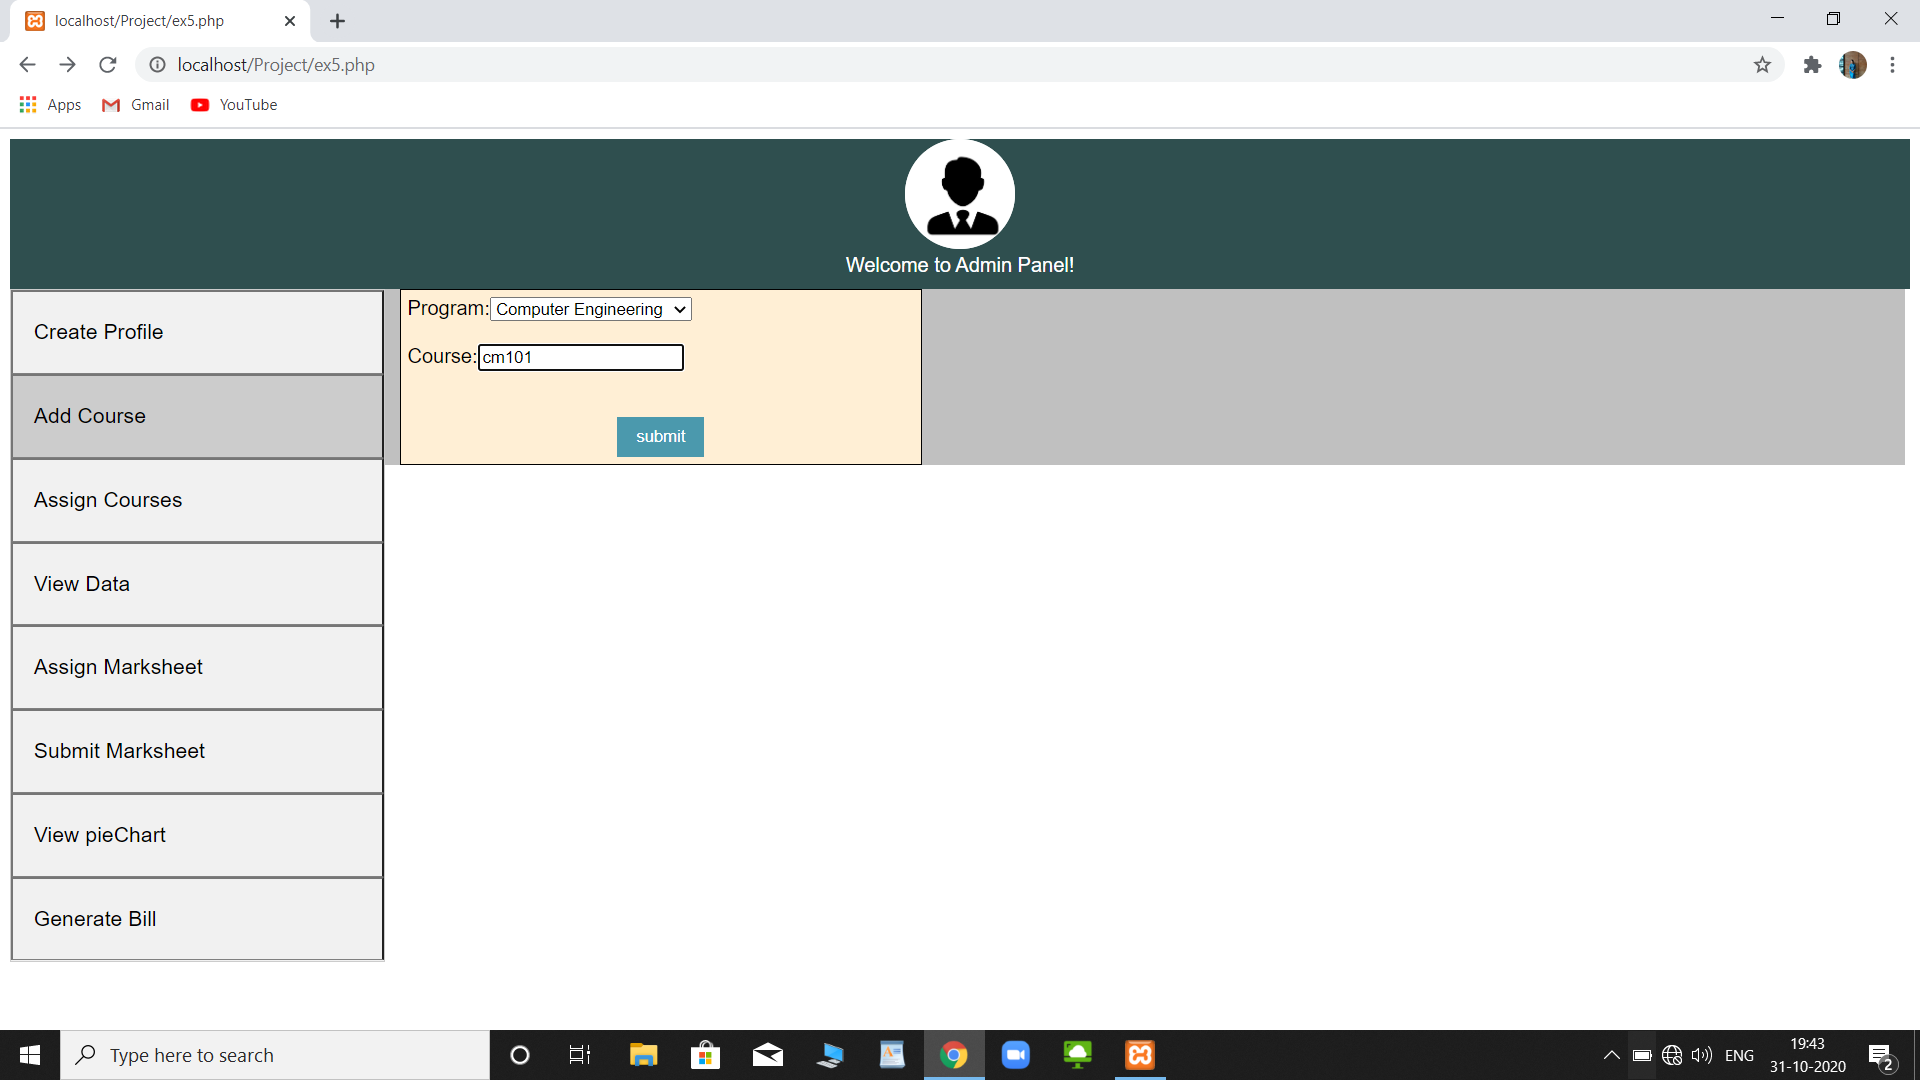 localhost/Project/ex5.php
localhost/Project/ex5.php
Apps Gmail YouTube
Welcome to Admin Panel!
Create Profile
Add Course
Assign Courses
View Data
Assign Marksheet
Submit Marksheet
View pieChart
Generate Bill
Program: Computer Engineering
Course: cm101
submit
Type here to search
ENG
19:43
31-10-2020
2